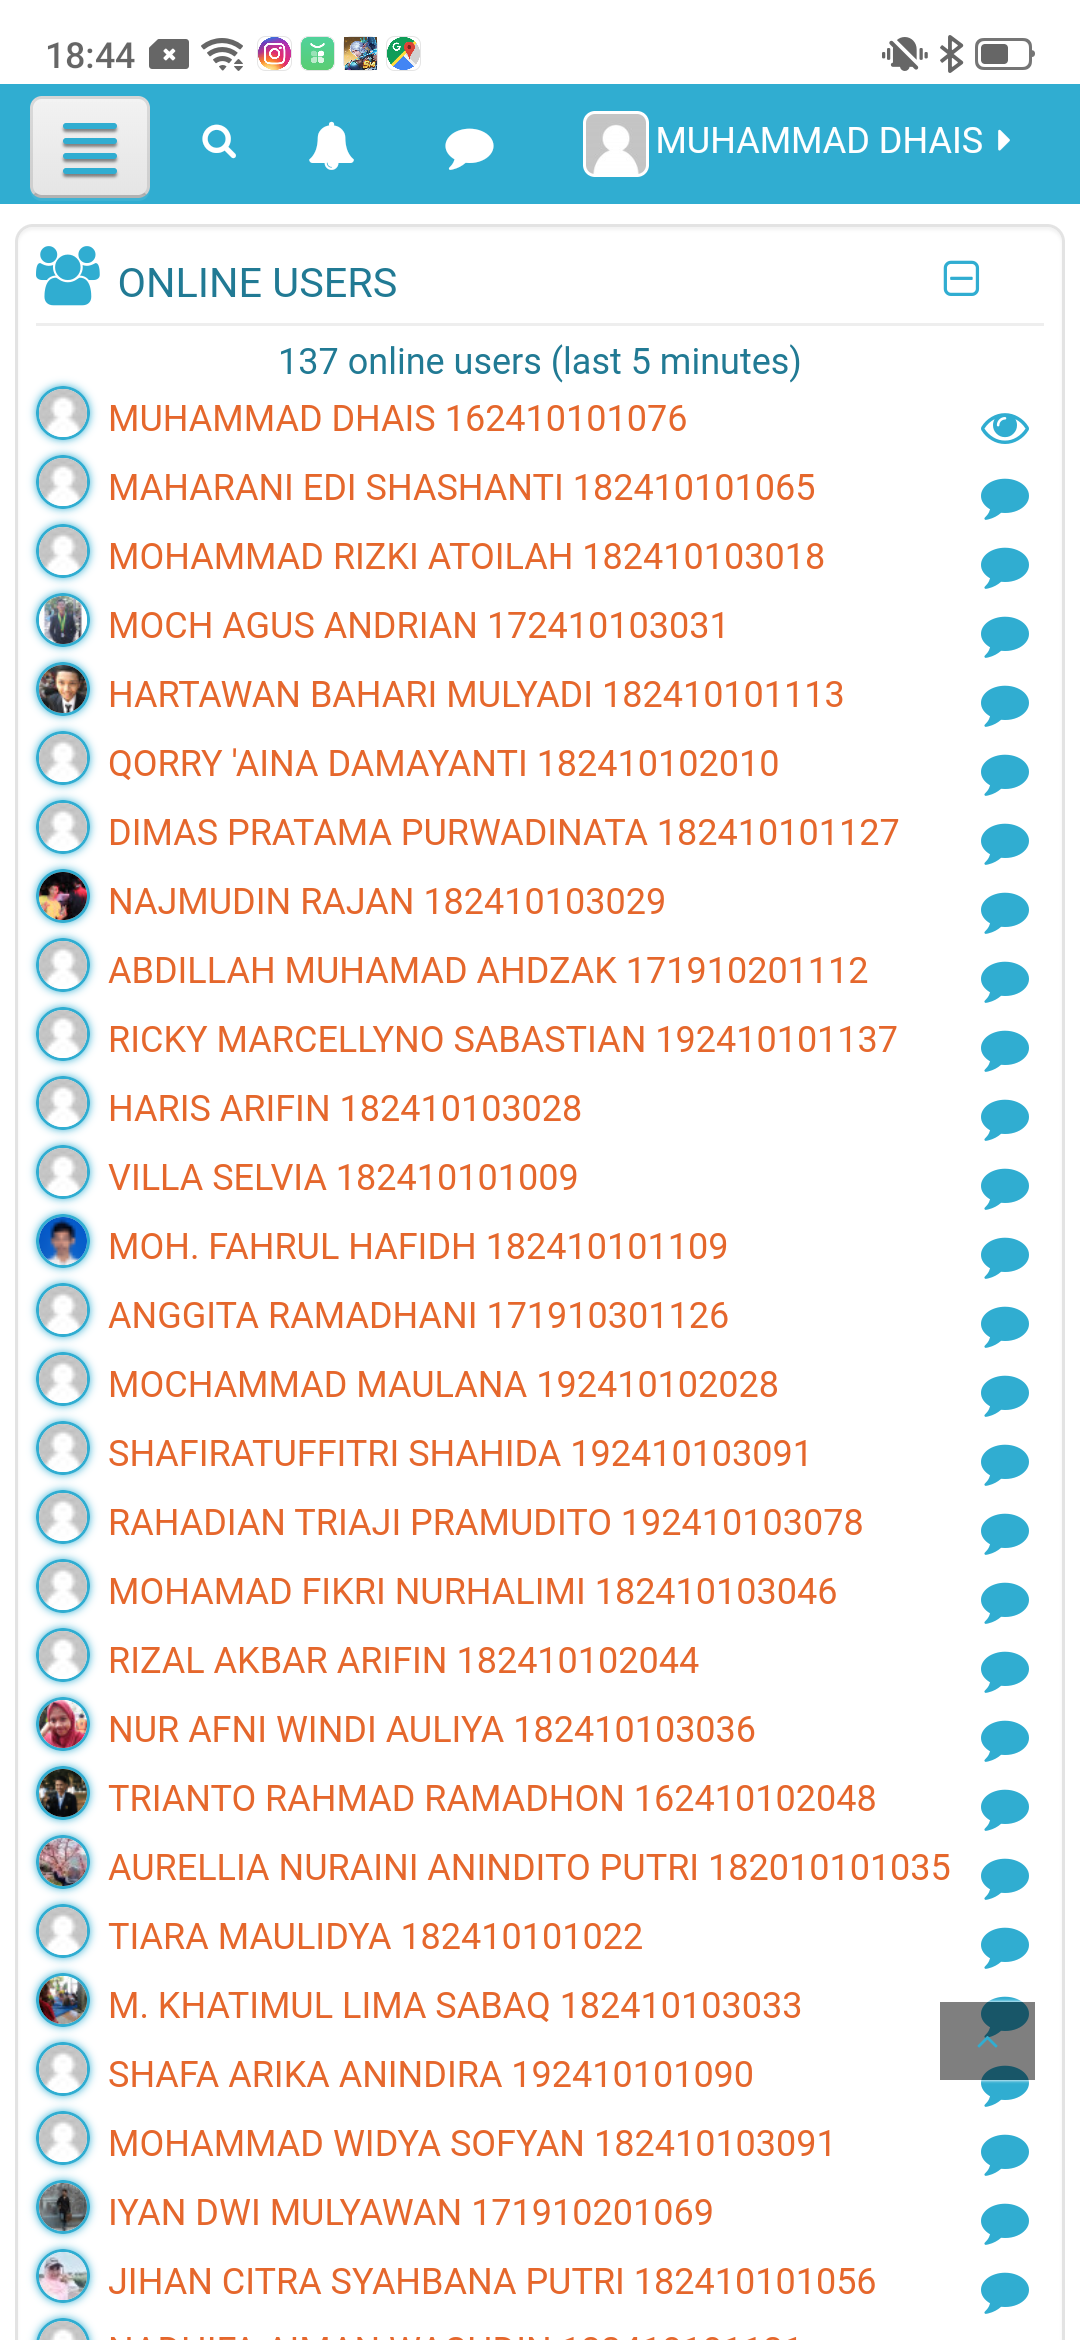 18:44
MUHAMMAD DHAIS
ONLINE USERS
137 online users (last 5 minutes)
MUHAMMAD DHAIS 162410101076
MAHARANI EDI SHASHANTI 182410101065
MOHAMMAD RIZKI ATOILAH 182410103018
MOCH AGUS ANDRIAN 172410103031
HARTAWAN BAHARI MULYADI 182410101113
QORRY 'AINA DAMAYANTI 182410102010
DIMAS PRATAMA PURWADINATA 182410101127
NAJMUDIN RAJAN 182410103029
ABDILLAH MUHAMAD AHDZAK 171910201112
RICKY MARCELLYNO SABASTIAN 192410101137
HARIS ARIFIN 182410103028
VILLA SELVIA 182410101009
MOH. FAHRUL HAFIDH 182410101109
ANGGITA RAMADHANI 171910301126
MOCHAMMAD MAULANA 192410102028
SHAFIRATUFFITRI SHAHIDA 192410103091
RAHADIAN TRIAJI PRAMUDITO 192410103078
MOHAMAD FIKRI NURHALIMI 182410103046
RIZAL AKBAR ARIFIN 182410102044
NUR AFNI WINDI AULIYA 182410103036
TRIANTO RAHMAD RAMADHON 162410102048
AURELLIA NURAINI ANINDITO PUTRI 182010101035
TIARA MAULIDYA 182410101022
M. KHATIMUL LIMA SABAQ 182410103033
SHAFA ARIKA ANINDIRA 192410101090
MOHAMMAD WIDYA SOFYAN 182410103091
IYAN DWI MULYAWAN 171910201069
JIHAN CITRA SYAHBANA PUTRI 182410101056